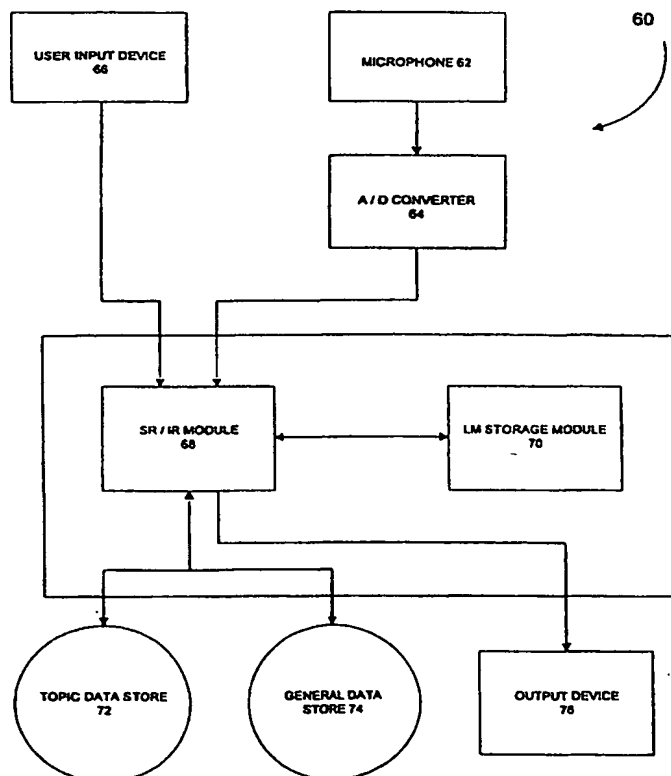 60
USER INPUT DEVICE
66
MICROPHONE 62
A / D CONVERTER
64
SR / IR MODULE
68
LM STORAGE MODULE
70
TOPIC DATA STORE
72
GENERAL DATA
STORE 74
OUTPUT DEVICE
76